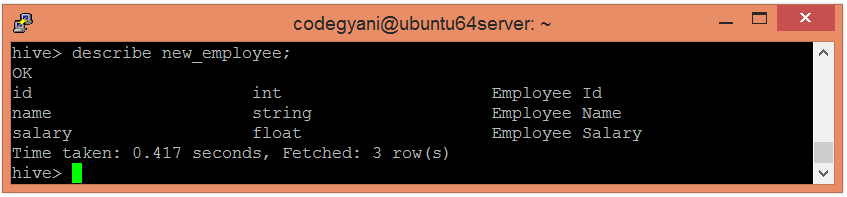 codegyani@ubuntu64server: ~
hive> describe new_employee;
OK
id int Employee Id
name string Employee Name
salary float Employee Salary
Time taken: 0.417 seconds, Fetched: 3 row(s)
hive>